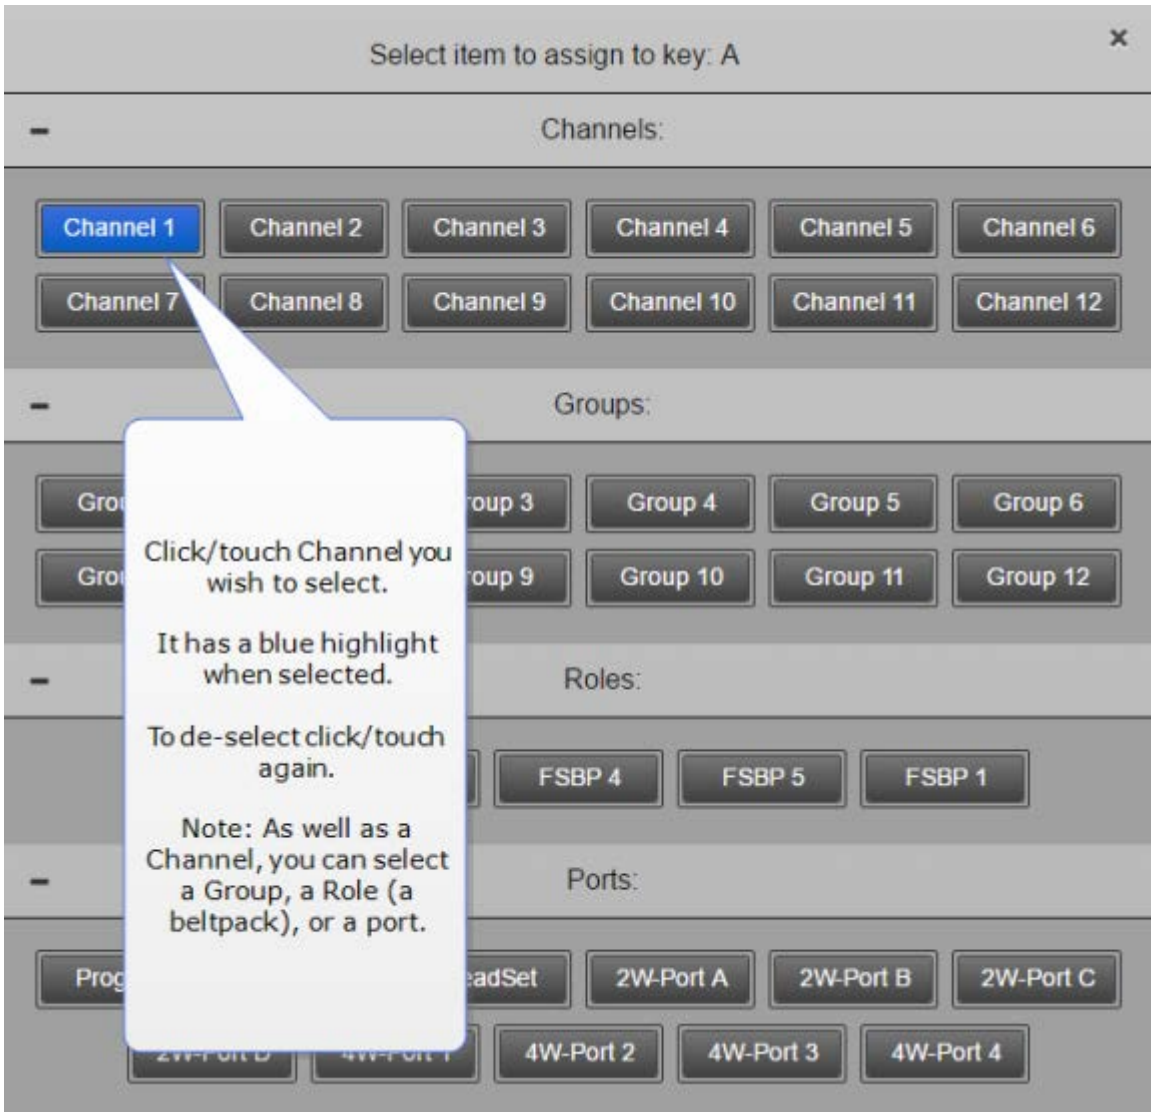 Select item to assign to key: A
Channels:
Channel 1 Channel 2 Channel 3 Channel 4 Channel 5 Channel 6
Channel 7 Channel 8 Channel 9 Channel 10 Channel 11 Channel 12
Groups:
Group 4 Group 5 Group 6
Group 10 Group 11 Group 12
Click/touch Channel you
wish to select.
It has a blue highlight
when selected.
To de-select click/touch
again.
Note: As well as a
Channel, you can select
a Group, a Role (a
beltpack), or a port.
Roles:
FSBP 4 FSBP 5 FSBP 1
Ports:
2W-Port A 2W-Port B 2W-Port C
4W-Port 2 4W-Port 3 4W-Port 4